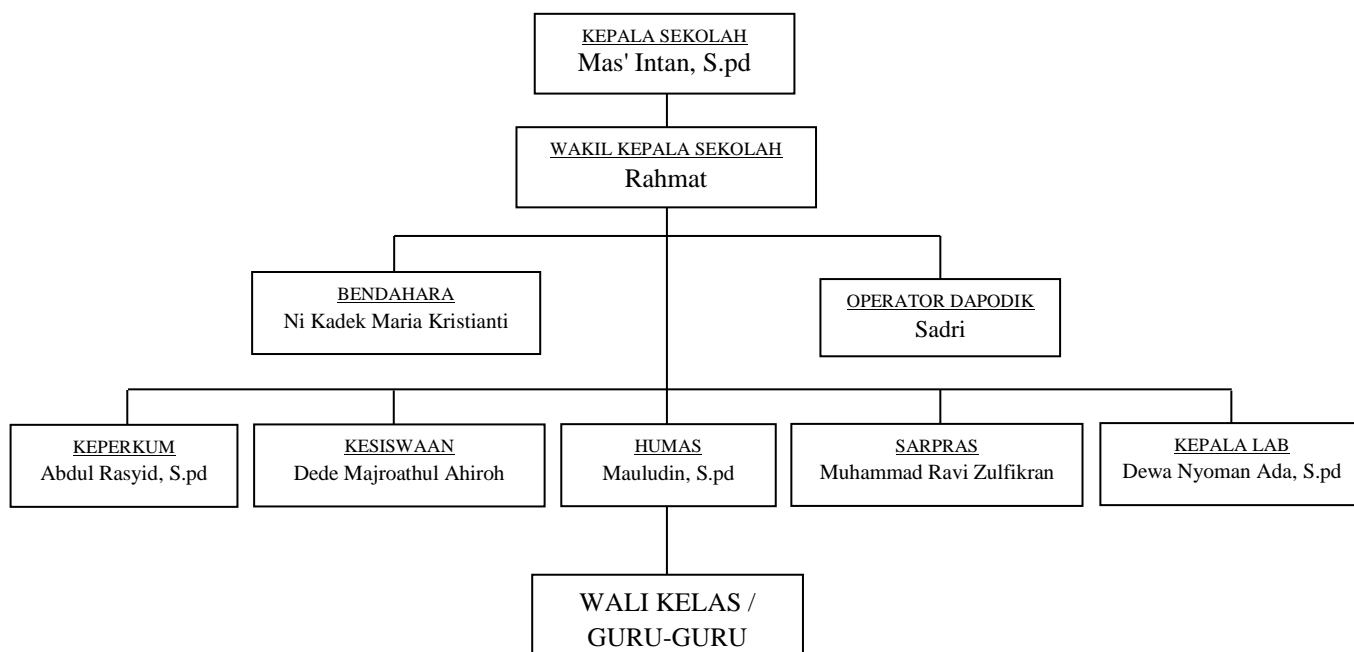 KEPALA SEKOLAH
Mas' Intan, S.pd
WAKIL KEPALA SEKOLAH
Rahmat
BENDAHARA
Ni Kadek Maria Kristianti
OPERATOR DAPODIK
Sadri
KEPERKUM
Abdul Rasyid, S.pd
KESISWAAN
Dede Majroathul Ahiroh
HUMAS
Mauludin, S.pd
SARPRAS
Muhammad Ravi Zulfikran
KEPALA LAB
Dewa Nyoman Ada, S.pd
WALI KELAS /
GURU-GURU